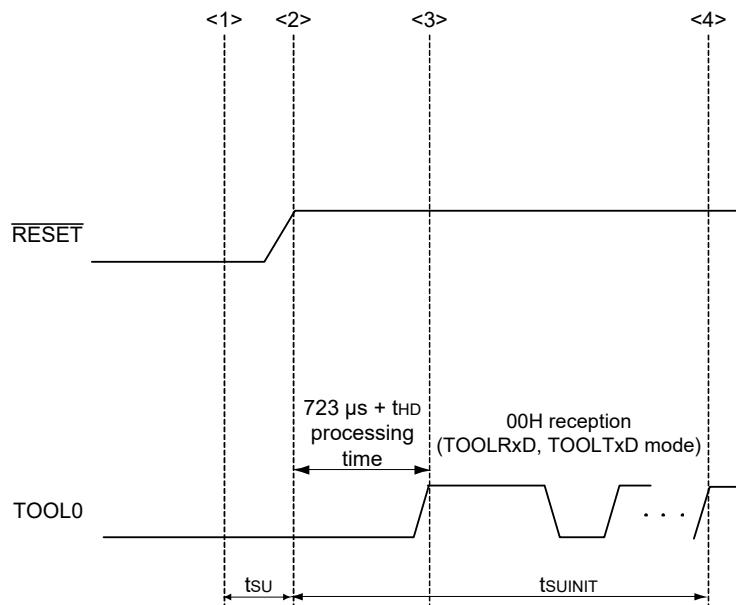 <1> <2> <3> <4>
RESET
723 µs + tHD
processing
time
00H reception
(TOOLRxD, TOOLTxD mode)
TOOL0
. . .
tSU tSUINIT